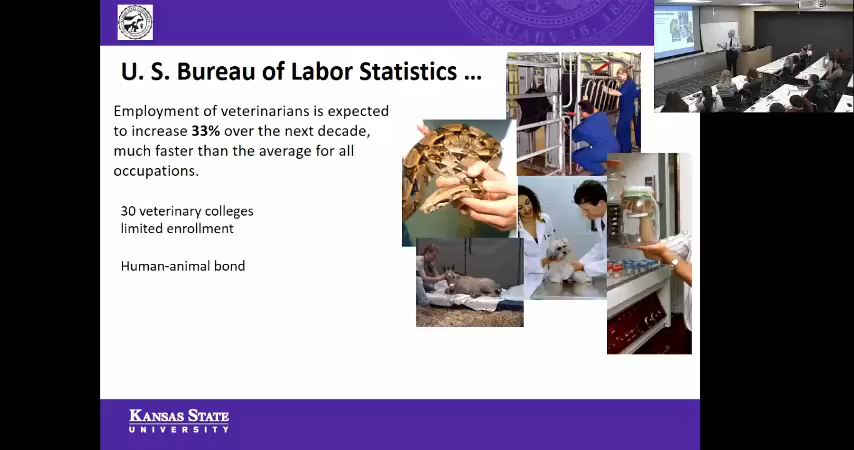 U. S. Bureau of Labor Statistics ...
Employment of veterinarians is expected
to increase 33% over the next decade,
much faster than the average for all
occupations.
30 veterinary colleges
limited enrollment
Human-animal bond
KANSAS STATE
UNIVERSITY